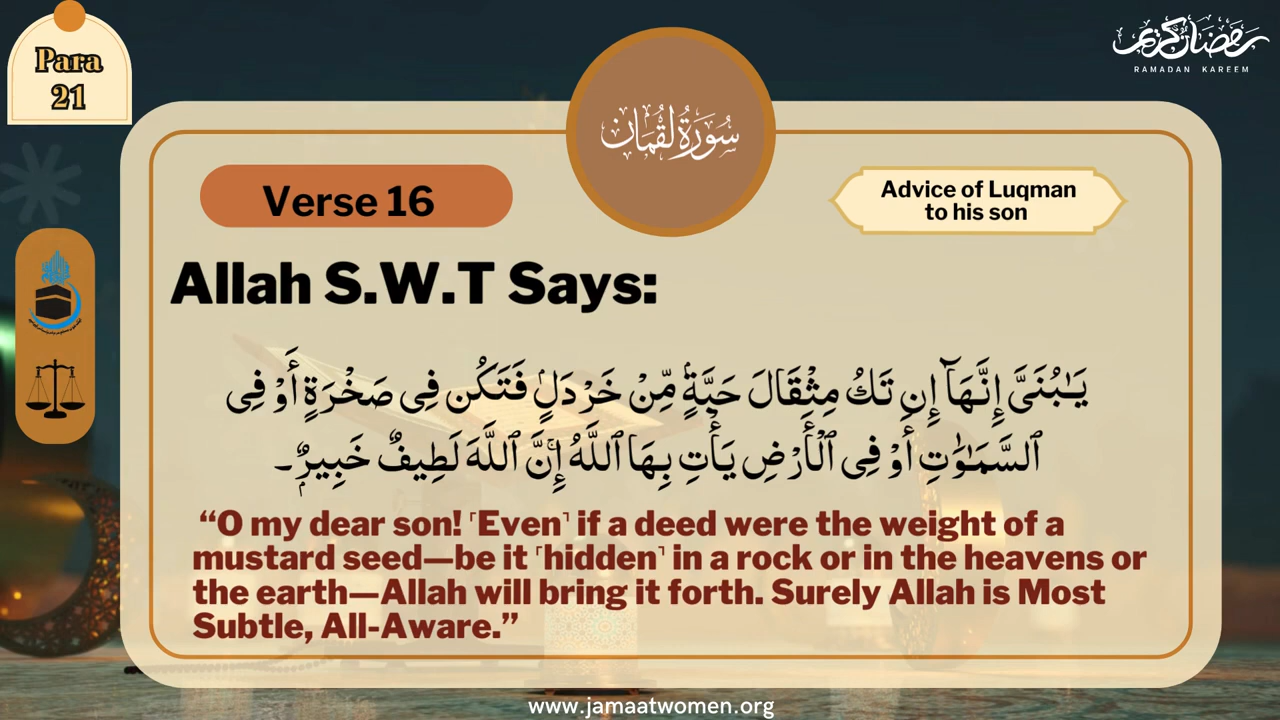 Para
21
رمضان كريم
RAMADAN KAREEM
سُورَةُ لُقْمَان
Verse 16
Advice of Luqman
to his son
Allah S.W.T Says:
يَـٰبُنَىَّ إِنَّهَآ إِن تَكُ مِثْقَالَ حَبَّةٍۢ مِّنْ خَرْدَلٍۢ فَتَكُن فِى صَخْرَةٍ أَوْ فِى
ٱلسَّمَـٰوَٰتِ أَوْ فِى ٱلْأَرْضِ يَأْتِ بِهَا ٱللَّهُ ۚ إِنَّ ٱللَّهَ لَطِيفٌ خَبِيرٌۭ ۔
“O my dear son! ˹Even˺ if a deed were the weight of a
mustard seed—be it ˹hidden˺ in a rock or in the heavens or
the earth—Allah will bring it forth. Surely Allah is Most
Subtle, All-Aware.”
www.jamaatwomen.org